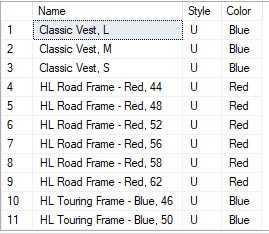 Name Style Color
1 Classic Vest, L U Blue
2 Classic Vest, M U Blue
3 Classic Vest, S U Blue
4 HL Road Frame - Red, 44 U Red
5 HL Road Frame - Red, 48 U Red
6 HL Road Frame - Red, 52 U Red
7 HL Road Frame - Red, 56 U Red
8 HL Road Frame - Red, 58 U Red
9 HL Road Frame - Red, 62 U Red
10 HL Touring Frame - Blue, 46 U Blue
11 HL Touring Frame - Blue, 50 U Blue